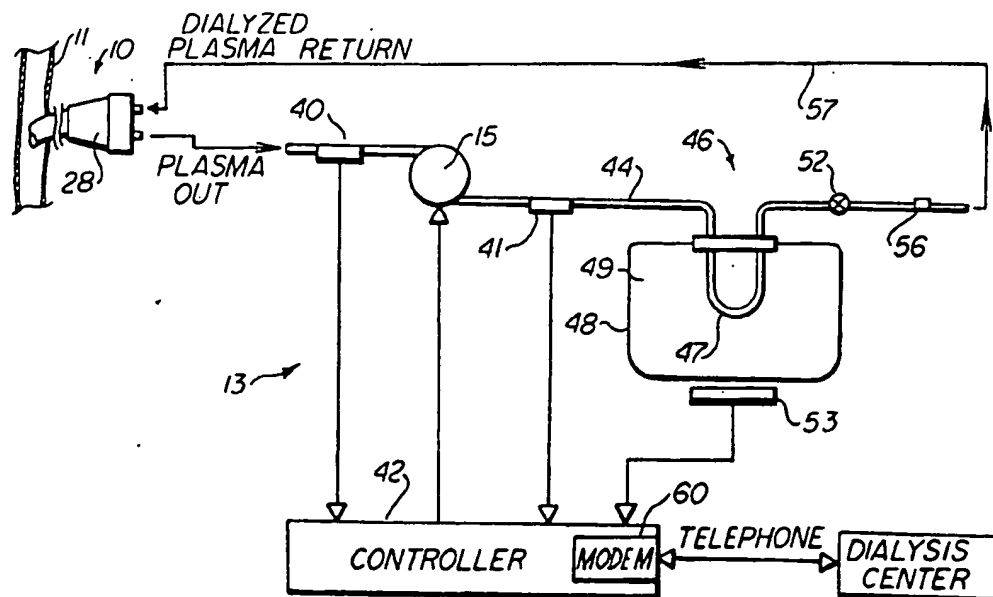 11
10
DIALYZED
PLASMA RETURN
57
40
15
46
52
44
28
PLASMA
OUT
41
56
49
48
47
13
53
42
60
CONTROLLER
MODEM
TELEPHONE
DIALYSIS
CENTER